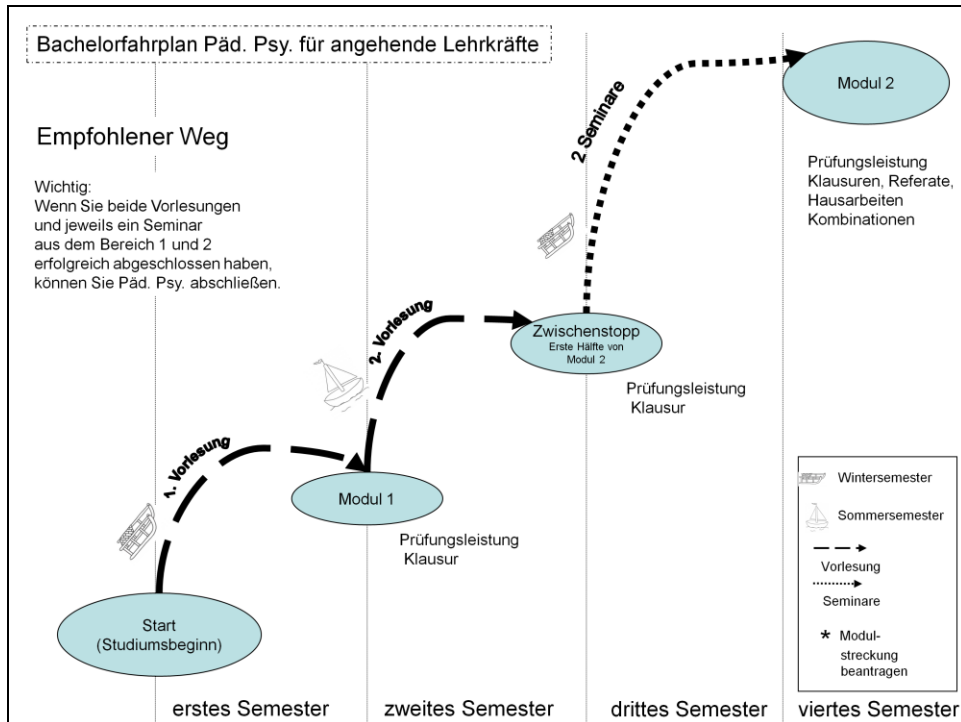 Bachelorfahrplan Päd. Psy. für angehende Lehrkräfte
Empfohlener Weg
Wichtig:
Wenn Sie beide Vorlesungen
und jeweils ein Seminar
aus dem Bereich 1 und 2
erfolgreich abgeschlossen haben,
können Sie Päd. Psy. abschließen.
2 Seminare
Modul 2
Prüfungsleistung
Klausuren, Referate,
Hausarbeiten
Kombinationen
2. Vorlesung
Zwischenstopp
Erste Hälfte von
Modul 2
Prüfungsleistung
Klausur
1. Vorlesung
Modul 1
Prüfungsleistung
Klausur
Start
(Studiumsbeginn)
Wintersemester
Sommersemester
Vorlesung
Seminare
* Modul-
streckung
beantragen
erstes Semester
zweites Semester
drittes Semester
viertes Semester